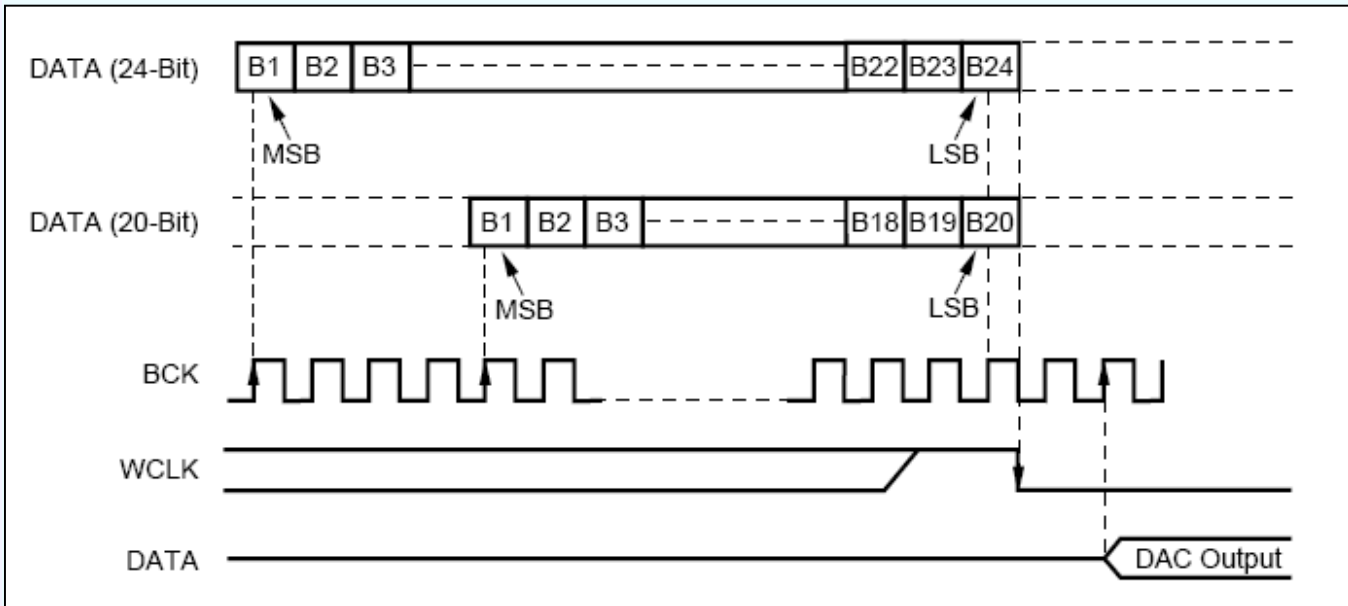 DATA (24-Bit) B1 B2 B3 B22 B23 B24
MSB LSB
DATA (20-Bit) B1 B2 B3 B18 B19 B20
MSB LSB
BCK
WCLK
DATA DAC Output